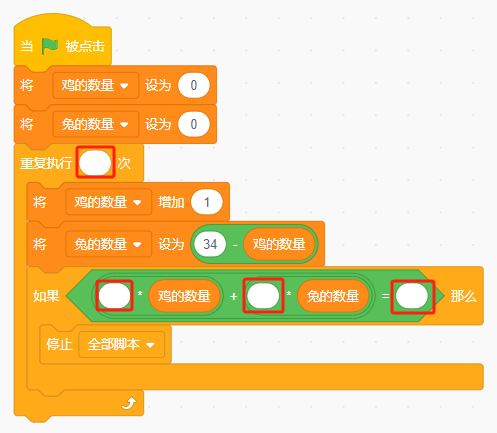 当 被点击
将 鸡的数量 设为 0
将 兔的数量 设为 0
重复执行 次
将 鸡的数量 增加 1
将 兔的数量 设为 34 - 鸡的数量
如果 * 鸡的数量 + * 兔的数量 = 那么
停止 全部脚本